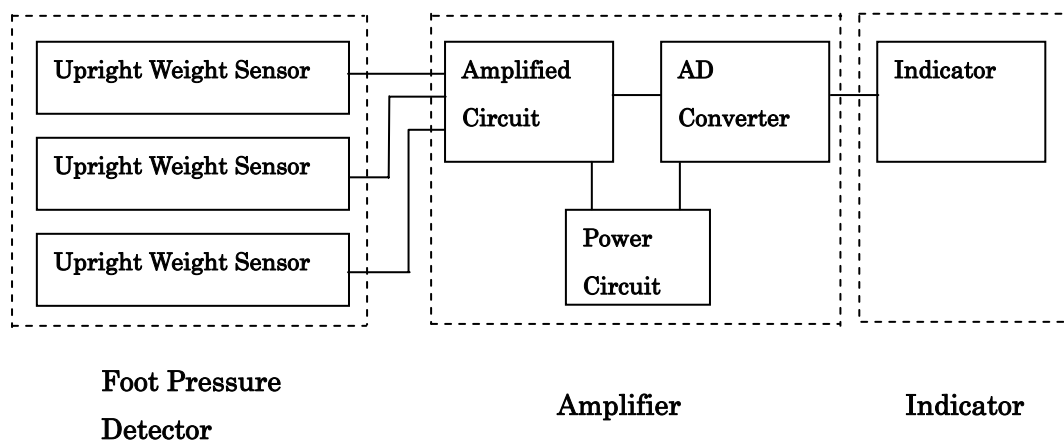 Upright Weight Sensor
Upright Weight Sensor
Upright Weight Sensor
Amplified
Circuit
AD
Converter
Power
Circuit
Indicator
Foot Pressure
Detector
Amplifier
Indicator